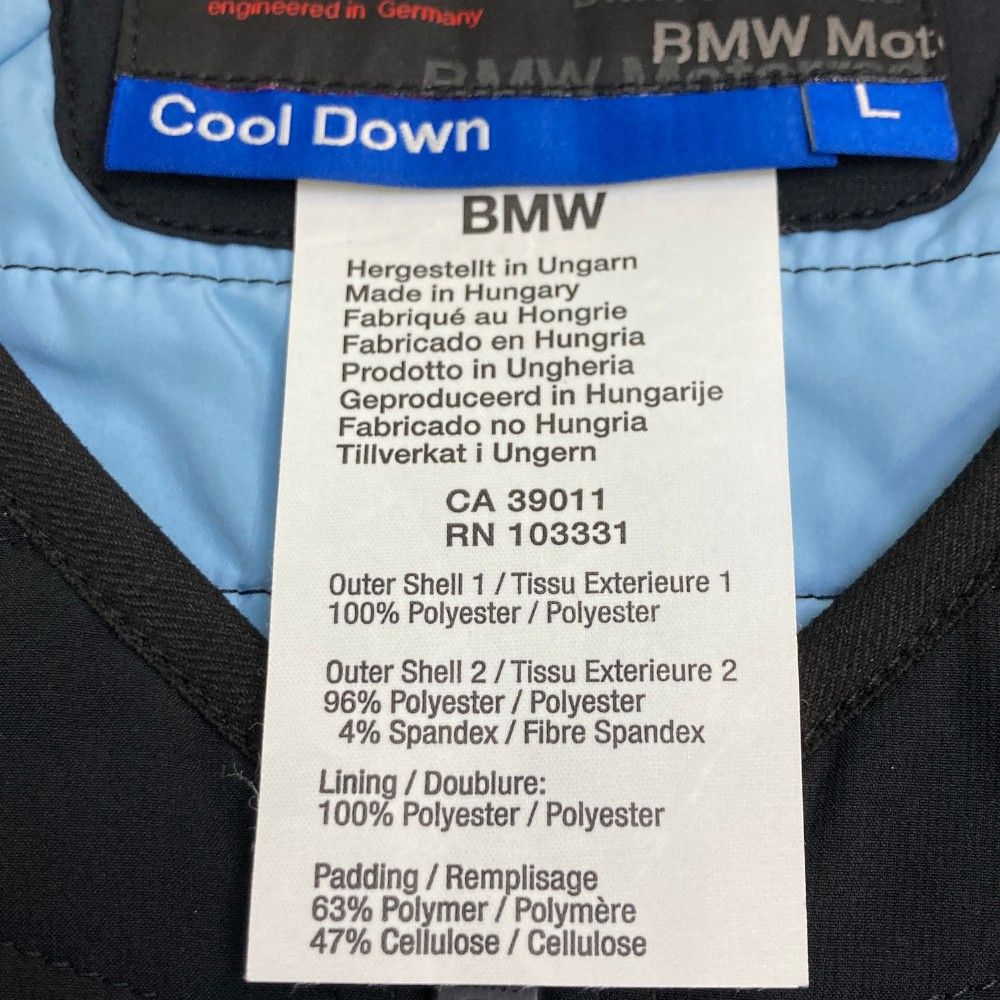 engineered in Germany
BMW
BMW Motorrad
Cool Down
L
BMW
Hergestellt in Ungarn
Made in Hungary
Fabriqué au Hongrie
Fabricado en Hungria
Prodotto in Ungheria
Geproduceerd in Hungarije
Fabricado no Hungria
Tillverkat i Ungern
CA 39011
RN 103331
Outer Shell 1 / Tissu Exterieure 1
100% Polyester / Polyester
Outer Shell 2 / Tissu Exterieure 2
96% Polyester / Polyester
4% Spandex / Fibre Spandex
Lining / Doublure:
100% Polyester / Polyester
Padding / Remplisage
63% Polymer / Polymère
47% Cellulose / Cellulose